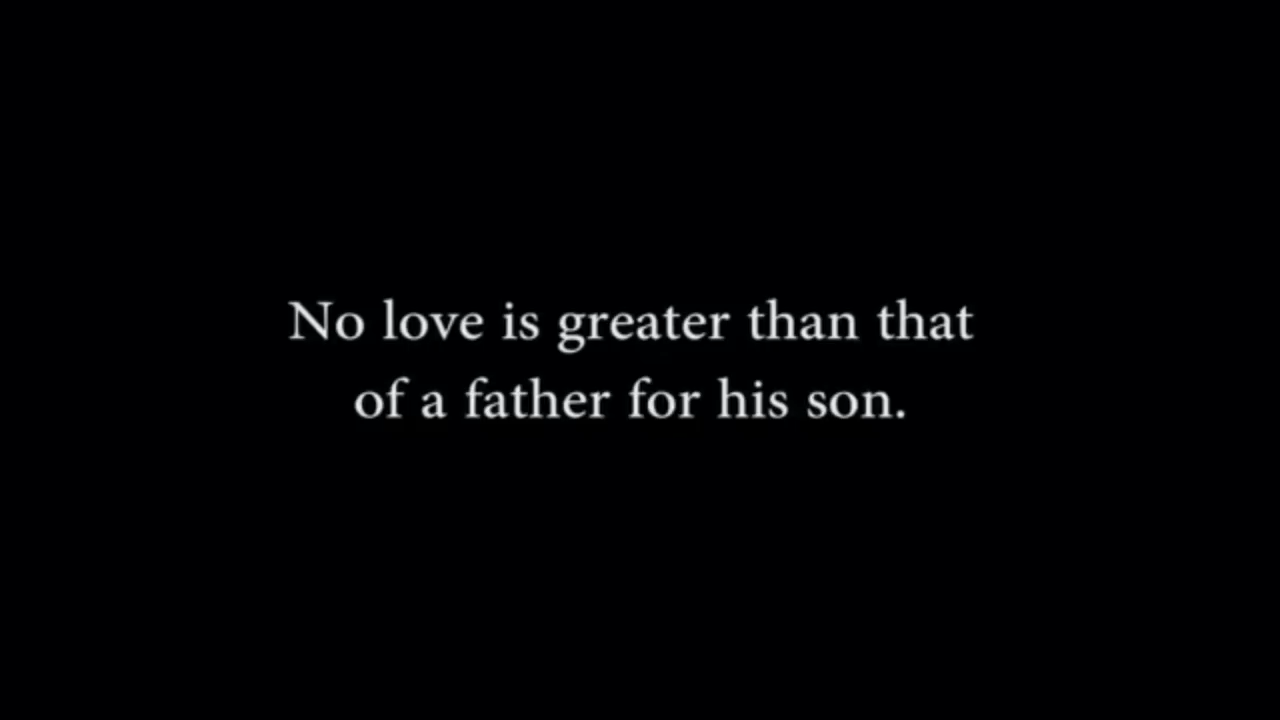 No love is greater than that
of a father for his son.